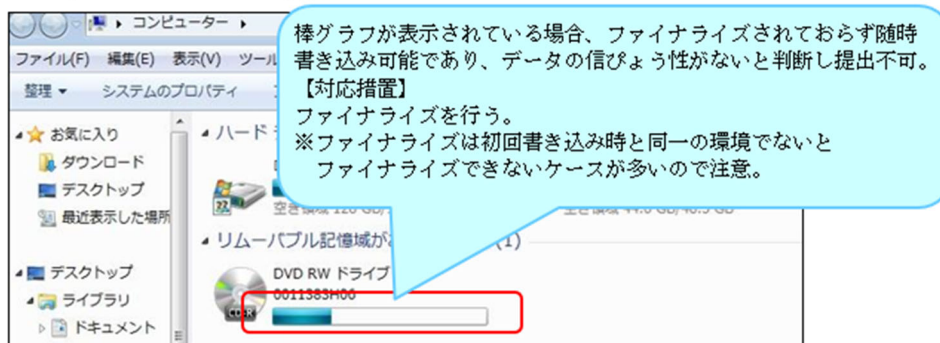 コンピューター
ファイル(F) 編集(E) 表示(V) ツール
整理 システムのプロパティ
お気に入り
ダウンロード
デスクトップ
最近表示した場所
デスクトップ
ライブラリ
ドキュメント
ハード
空き領域
リムーバブル記憶域が
(1)
DVD RW ドライブ
0011383H06
CD-R
棒グラフが表示されている場合、ファイナライズされておらず随時
書き込み可能であり、データの信ぴょう性がないと判断し提出不可。
【対応措置】
ファイナライズを行う。
※ファイナライズは初回書き込み時と同一の環境でないと
ファイナライズできないケースが多いので注意。